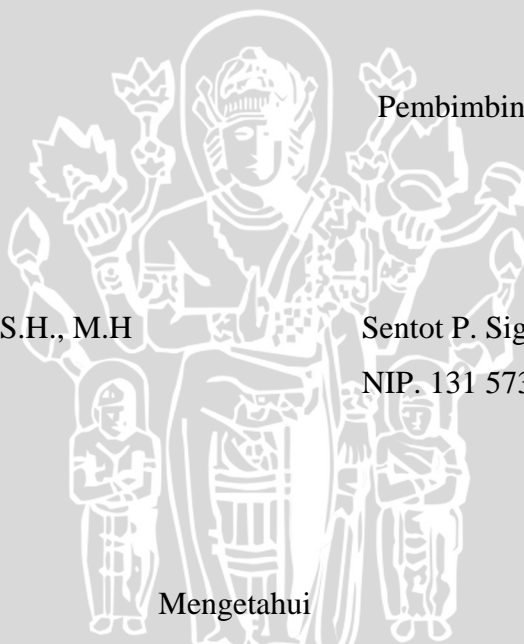 Pembimbin
S.H., M.H Sentot P. Sig
NIP. 131 573
Mengetahui